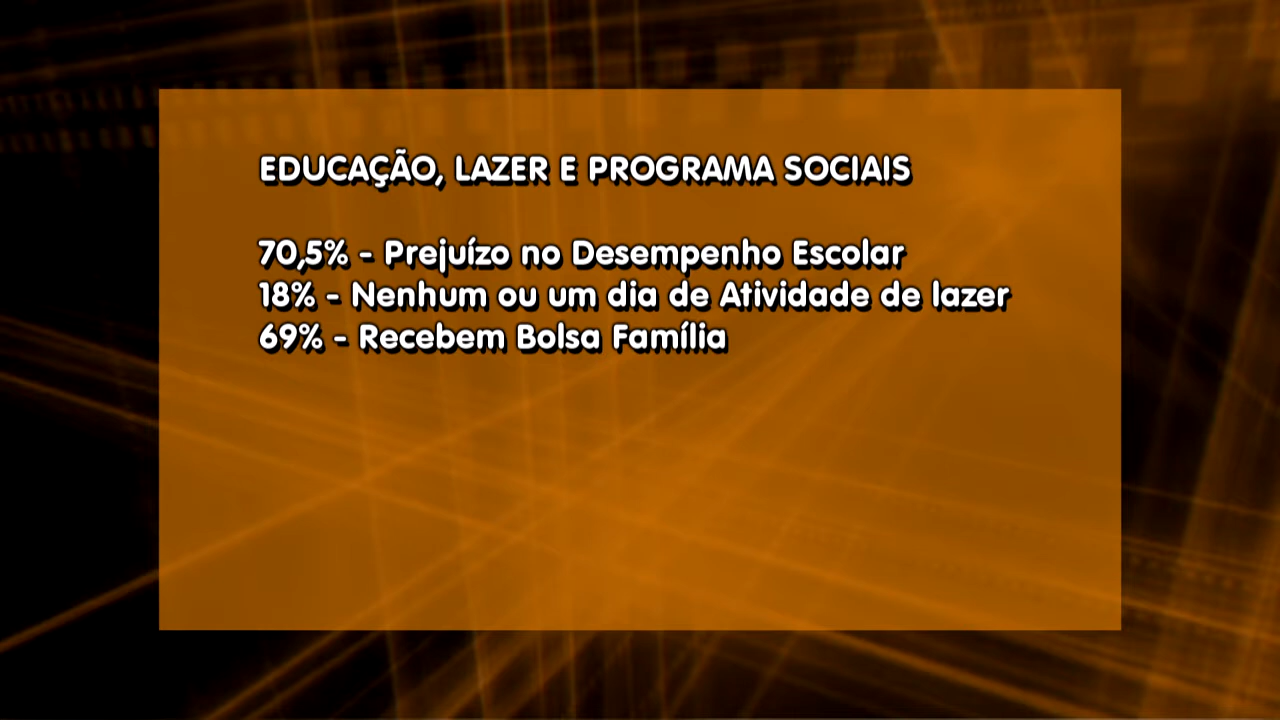 EDUCAÇÃO, LAZER E PROGRAMA SOCIAIS
70,5% - Prejuízo no Desempenho Escolar
18% - Nenhum ou um dia de Atividade de lazer
69% - Recebem Bolsa Família